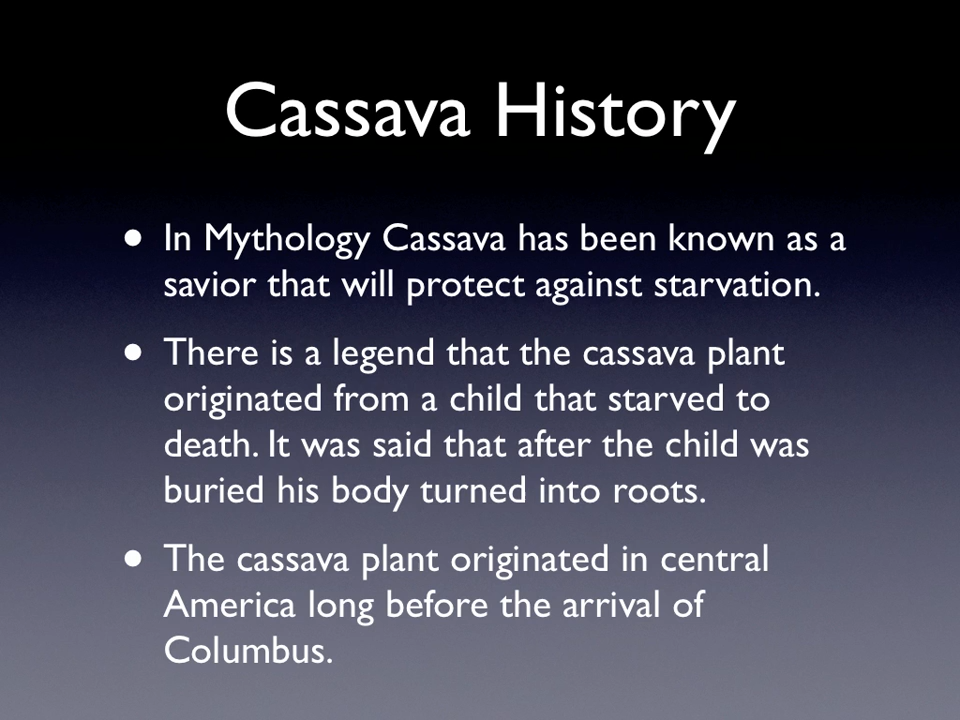 Cassava History
• In Mythology Cassava has been known as a
savior that will protect against starvation.
• There is a legend that the cassava plant
originated from a child that starved to
death. It was said that after the child was
buried his body turned into roots.
• The cassava plant originated in central
America long before the arrival of
Columbus.